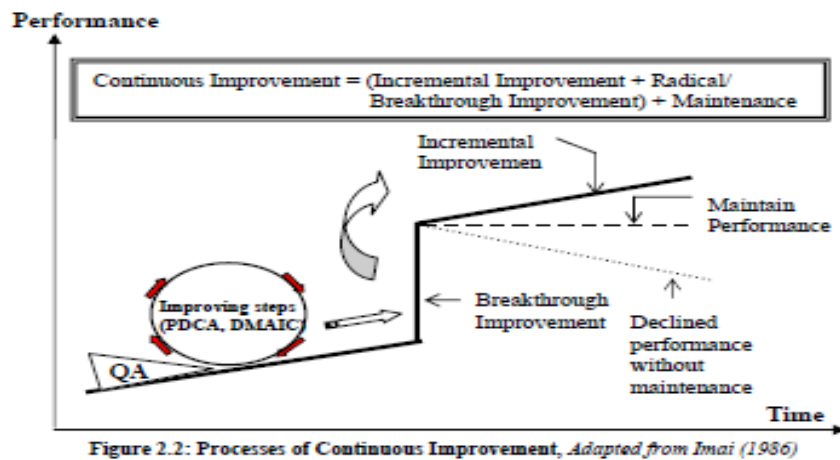 Performance
Continuous Improvement = (Incremental Improvement + Radical/
Breakthrough Improvement) + Maintenance
Incremental
Improvemen
Maintain
Performance
Improving steps
(PDCA, DMAIC)
Breakthrough
Improvement
Declined
performance
without
maintenance
QA
Time
Figure 2.2: Processes of Continuous Improvement, Adapted from Imai (1986)